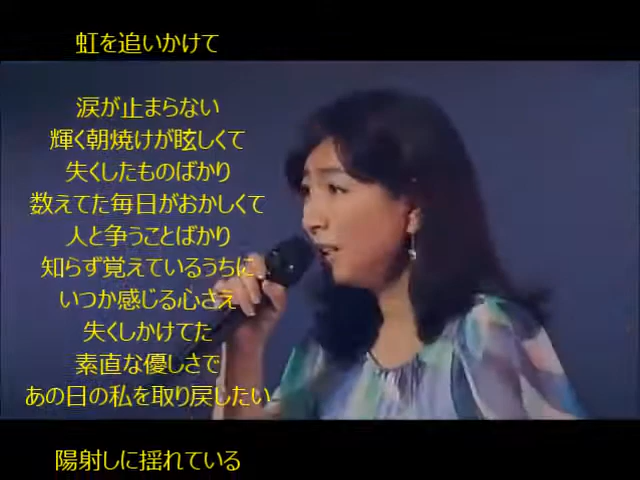 虹を追いかけて
涙が止まらない
輝く朝焼けが眩しくて
失くしたものばかり
数えてた毎日がおかしくて
人と争うことばかり
知らず覚えているうちに
いつか感じる心さえ
失くしかけてた
素直な優しさで
あの日の私を取り戻したい
陽射しに揺れている